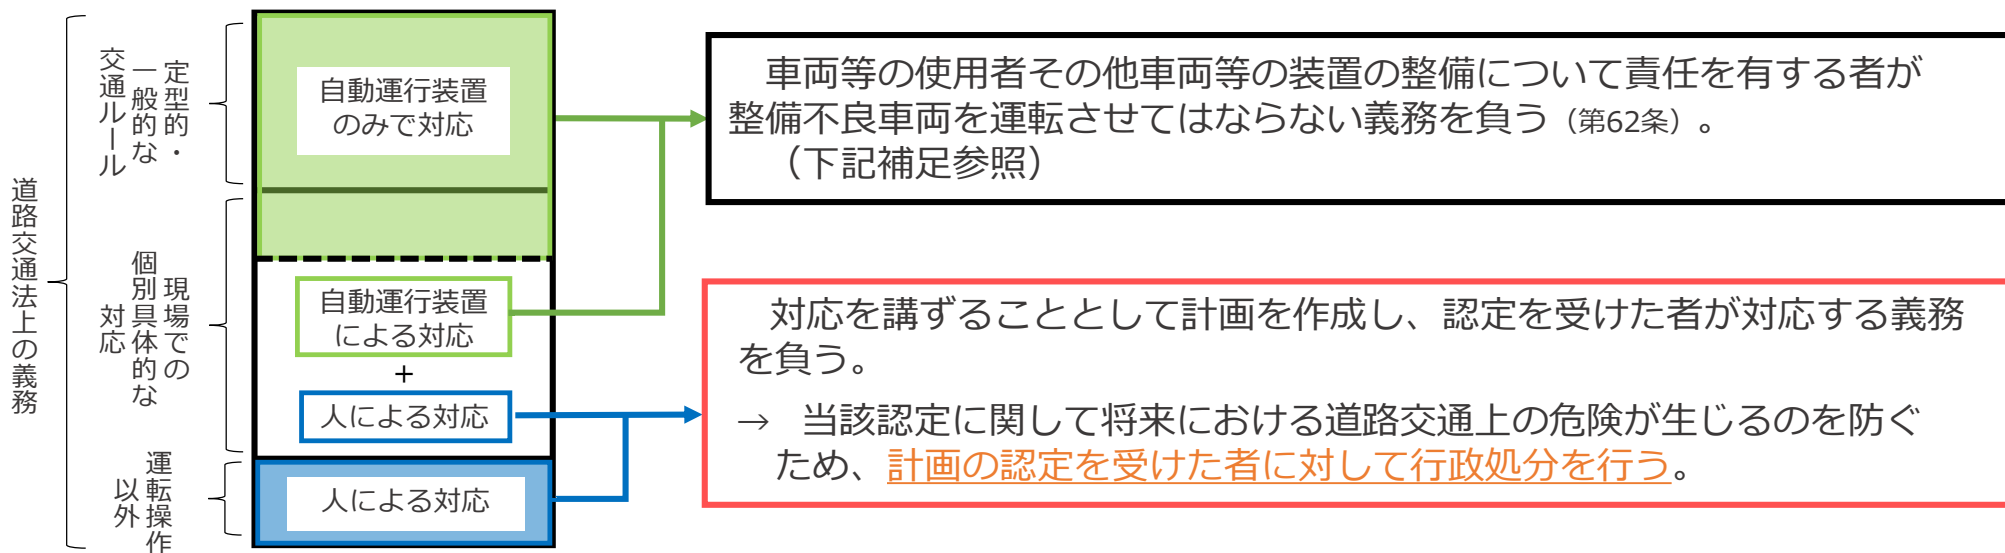 道路交通法上の義務
定型的・
一般的な
交通ルール
現場での
個別具体的な
対応
運転操作
以外
自動運行装置
のみで対応
自動運行装置
による対応
+
人による対応
人による対応
車両等の使用者その他車両等の装置の整備について責任を有する者が
整備不良車両を運転させてはならない義務を負う（第62条）。
（下記補足参照）
対応を講ずることとして計画を作成し、認定を受けた者が対応する義務
を負う。
→ 当該認定に関して将来における道路交通上の危険が生じるのを防ぐ
ため、計画の認定を受けた者に対して行政処分を行う。